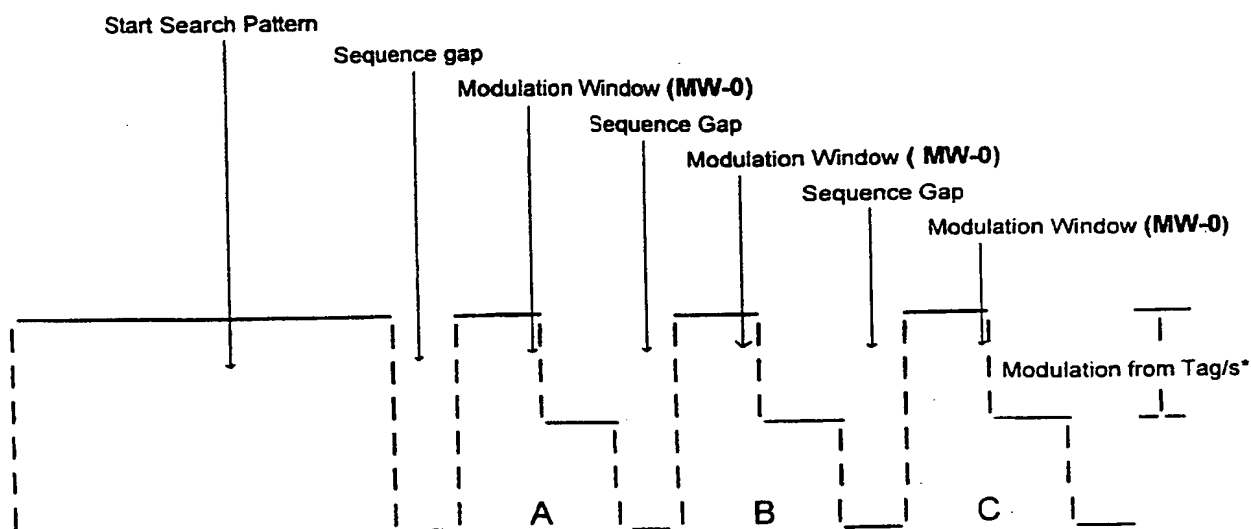 Start Search Pattern
Sequence gap
Modulation Window (MW-0)
Sequence Gap
Modulation Window ( MW-0)
Sequence Gap
Modulation Window (MW-0)
Modulation from Tag/s*
A
B
C